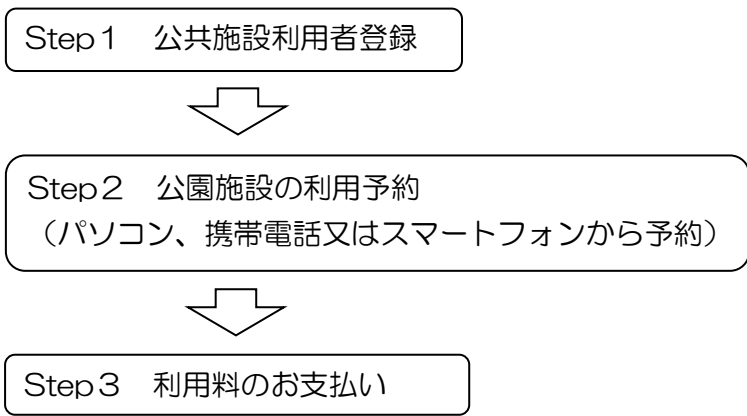 Step1　公共施設利用者登録
Step2　公園施設の利用予約
（パソコン、携帯電話又はスマートフォンから予約）
Step3　利用料のお支払い